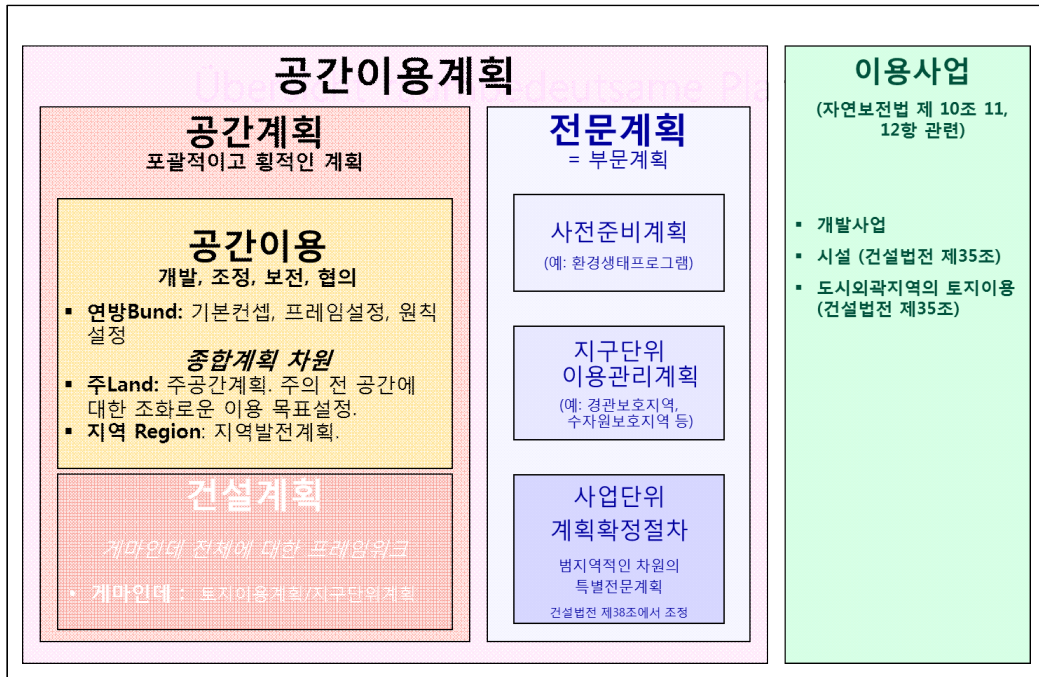 공간이용계획
Übersicht raumbedeutsame Pla
공간계획
포괄적이고 횡적인 계획
공간이용
개발, 조정, 보전, 협의
▪ 연방Bund: 기본컨셉, 프레임설정, 원칙
설정
종합계획 차원
▪ 주Land: 주공간계획. 주의 전 공간에
대한 조화로운 이용 목표설정.
▪ 지역 Region: 지역발전계획.
건설계획
게마인데 전체에 대한 프레임워크
• 게마인데 : 토지이용계획/지구단위계획
전문계획
= 부문계획
사전준비계획
(예: 환경생태프로그램)
지구단위
이용관리계획
(예: 경관보호지역,
수자원보호지역 등)
사업단위
계획확정절차
범지역적인 차원의
특별전문계획
건설법전 제38조에서 조정
이용사업
(자연보전법 제 10조 11,
12항 관련)
▪ 개발사업
▪ 시설 (건설법전 제35조)
▪ 도시외곽지역의 토지이용
(건설법전 제35조)